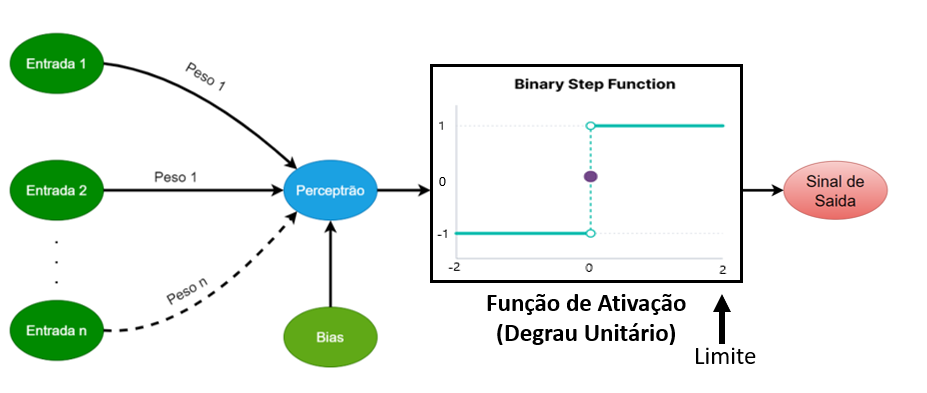 Entrada 1
Peso 1
Entrada 2
Peso 1
Perceptrão
.
.
.
.
Peso n
Entrada n
Bias
Binary Step Function
1
0
-1
-2
0
2
Função de Ativação
(Degrau Unitário)
Limite
Sinal de
Saida